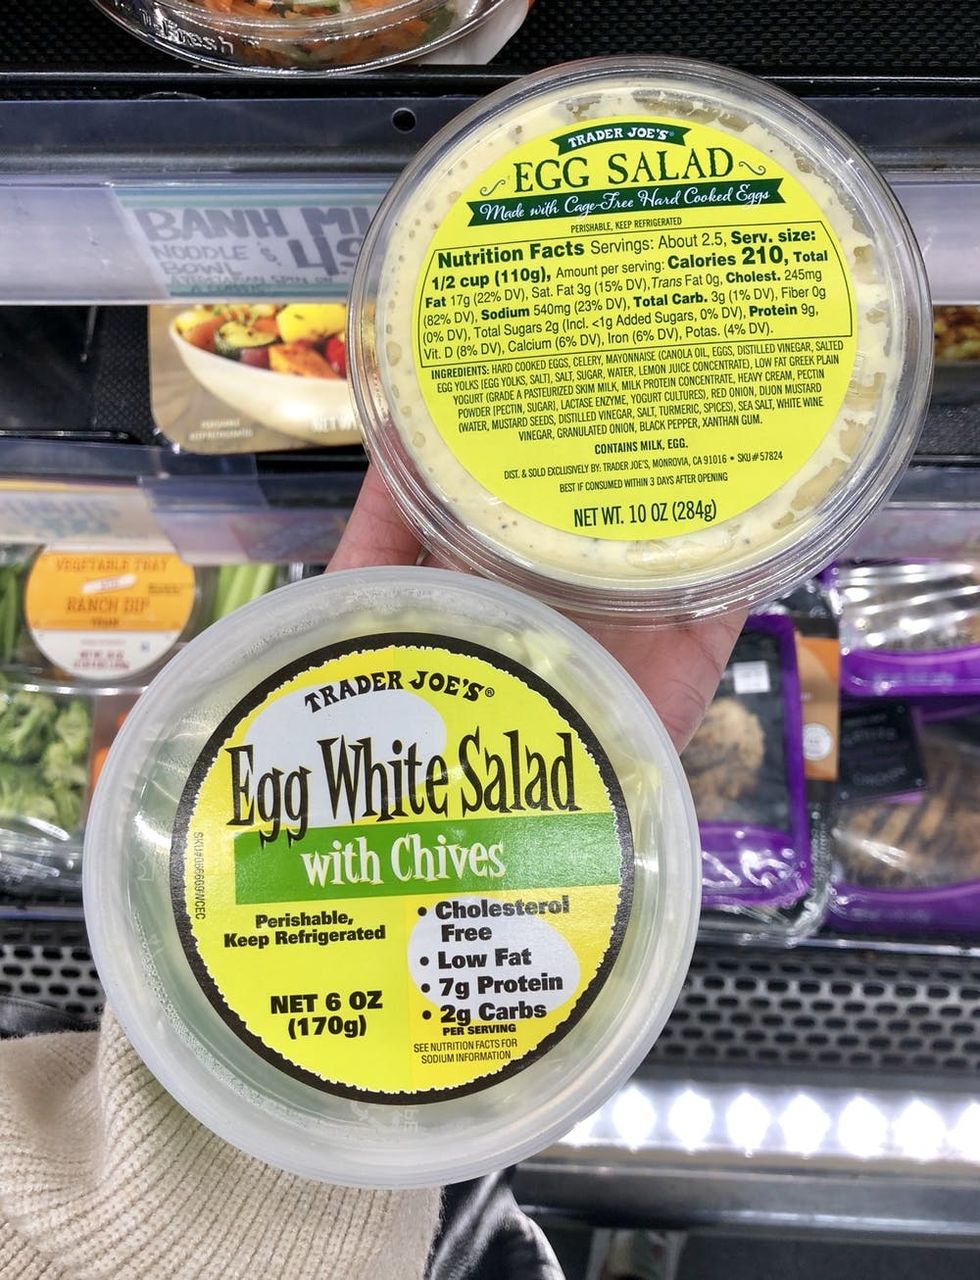 Fresh
BANH MI
NOODLE &
BOWL
TRADER JOE'S®
EGG SALAD
Made with Cage-Free Hard Cooked Eggs
PERISHABLE, KEEP REFRIGERATED
Nutrition Facts Servings: About 2.5, Serv. size:
1/2 cup (110g), Amount per serving: Calories 210, Total
Fat 17g (22% DV), Sat. Fat 3g (15% DV), Trans Fat 0g, Cholest. 245mg
(82% DV), Sodium 540mg (23% DV), Total Carb. 3g (1% DV), Fiber 0g
(0% DV), Total Sugars 2g (Incl. <1g Added Sugars, 0% DV), Protein 9g,
Vit. D (8% DV), Calcium (6% DV), Iron (6% DV), Potas. (4% DV).
INGREDIENTS: HARD COOKED EGGS, CELERY, MAYONNAISE (CANOLA OIL, EGGS, DISTILLED VINEGAR, SALTED
EGG YOLKS (EGG YOLKS, SALT), SALT, SUGAR, WATER, LEMON JUICE CONCENTRATE), LOW FAT GREEK PLAIN
YOGURT (GRADE A PASTEURIZED SKIM MILK, MILK PROTEIN CONCENTRATE, HEAVY CREAM, PECTIN
POWDER (PECTIN, SUGAR), LACTASE ENZYME, YOGURT CULTURES), RED ONION, DIJON MUSTARD
(WATER, MUSTARD SEEDS, DISTILLED VINEGAR, SALT, TURMERIC, SPICES), SEA SALT, WHITE WINE
VINEGAR, GRANULATED ONION, BLACK PEPPER, XANTHAN GUM.
CONTAINS MILK, EGG.
DIST. & SOLD EXCLUSIVELY BY: TRADER JOE'S, MONROVIA, CA 91016 • SKU#57824
BEST IF CONSUMED WITHIN 3 DAYS AFTER OPENING
NET WT. 10 OZ (284g)
VEGETABLE TRAY
RANCH DIP
TRADER JOE'S®
Egg White Salad
with Chives
Perishable,
Keep Refrigerated
NET 6 OZ
(170g)
• Cholesterol
Free
• Low Fat
• 7g Protein
• 2g Carbs
PER SERVING
SEE NUTRITION FACTS FOR
SODIUM INFORMATION